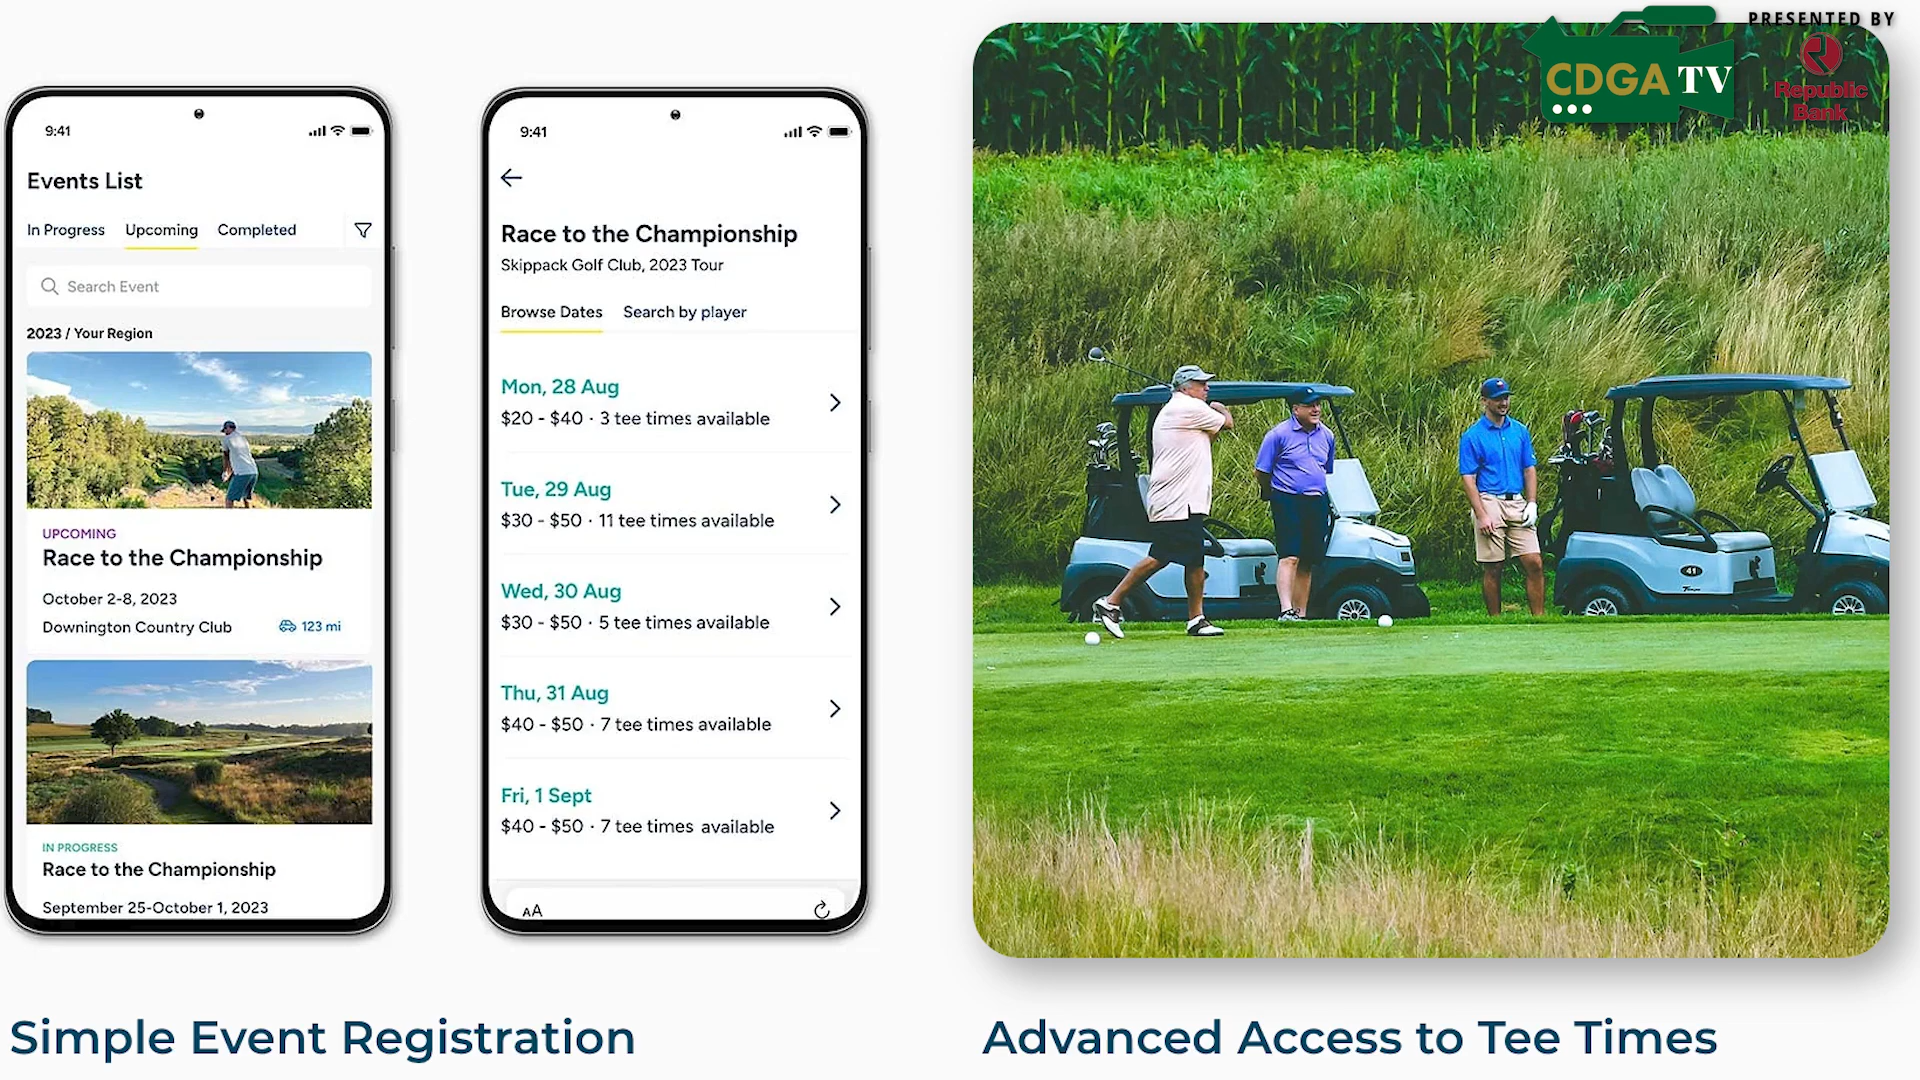 PRESENTED BY
CDGA TV
Republic
Bank
9:41
Events List
In Progress Upcoming Completed
Search Event
2023 / Your Region
UPCOMING
Race to the Championship
October 2-8, 2023
Downington Country Club 123 mi
IN PROGRESS
Race to the Championship
September 25-October 1, 2023
9:41
Race to the Championship
Skippack Golf Club, 2023 Tour
Browse Dates Search by player
Mon, 28 Aug
$20 - $40 · 3 tee times available
Tue, 29 Aug
$30 - $50 · 11 tee times available
Wed, 30 Aug
$30 - $50 · 5 tee times available
Thu, 31 Aug
$40 - $50 · 7 tee times available
Fri, 1 Sept
$40 - $50 · 7 tee times available
AA
41
Simple Event Registration
Advanced Access to Tee Times